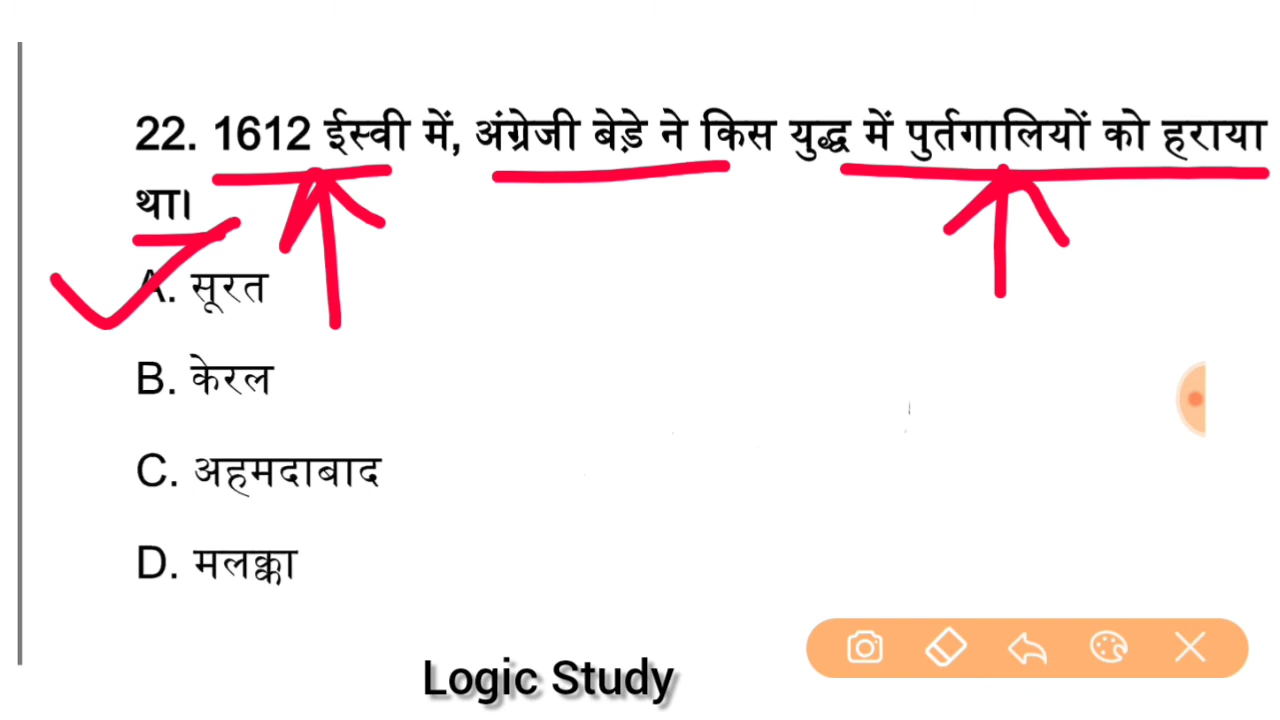 22. 1612 ईस्वी में, अंग्रेजी बेड़े ने किस युद्ध में पुर्तगालियों को हराया
था।
A. सूरत
B. केरल
C. अहमदाबाद
D. मलक्का
Logic Study